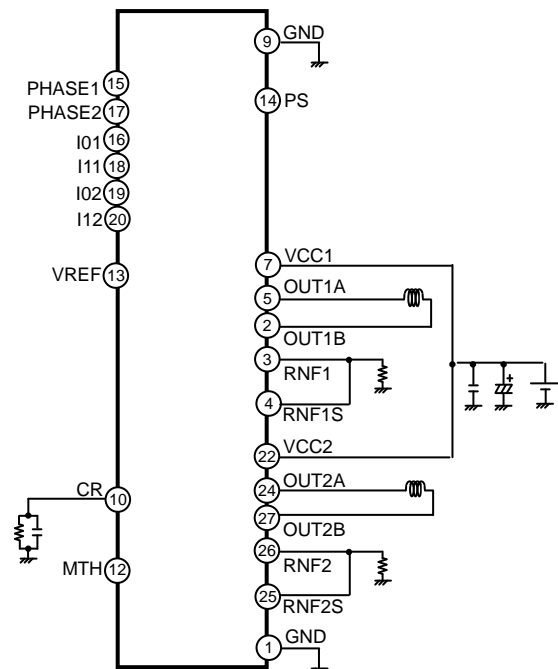 9 GND
15 PHASE1
14 PS
17 PHASE2
16 I01
18 I11
19 I02
20 I12
7 VCC1
13 VREF
5 OUT1A
2 OUT1B
3 RNF1
4 RNF1S
22 VCC2
24 OUT2A
10 CR
27 OUT2B
26 RNF2
12 MTH
25 RNF2S
1 GND
+